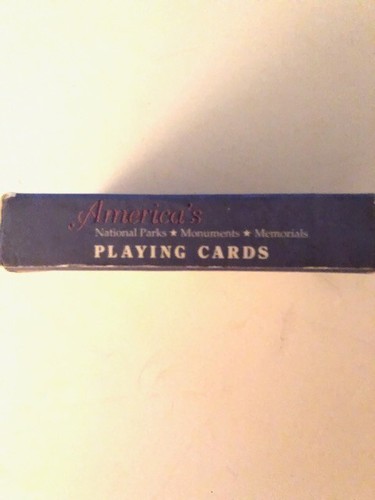 America's
National Parks ★ Monuments ★ Memorials
PLAYING CARDS